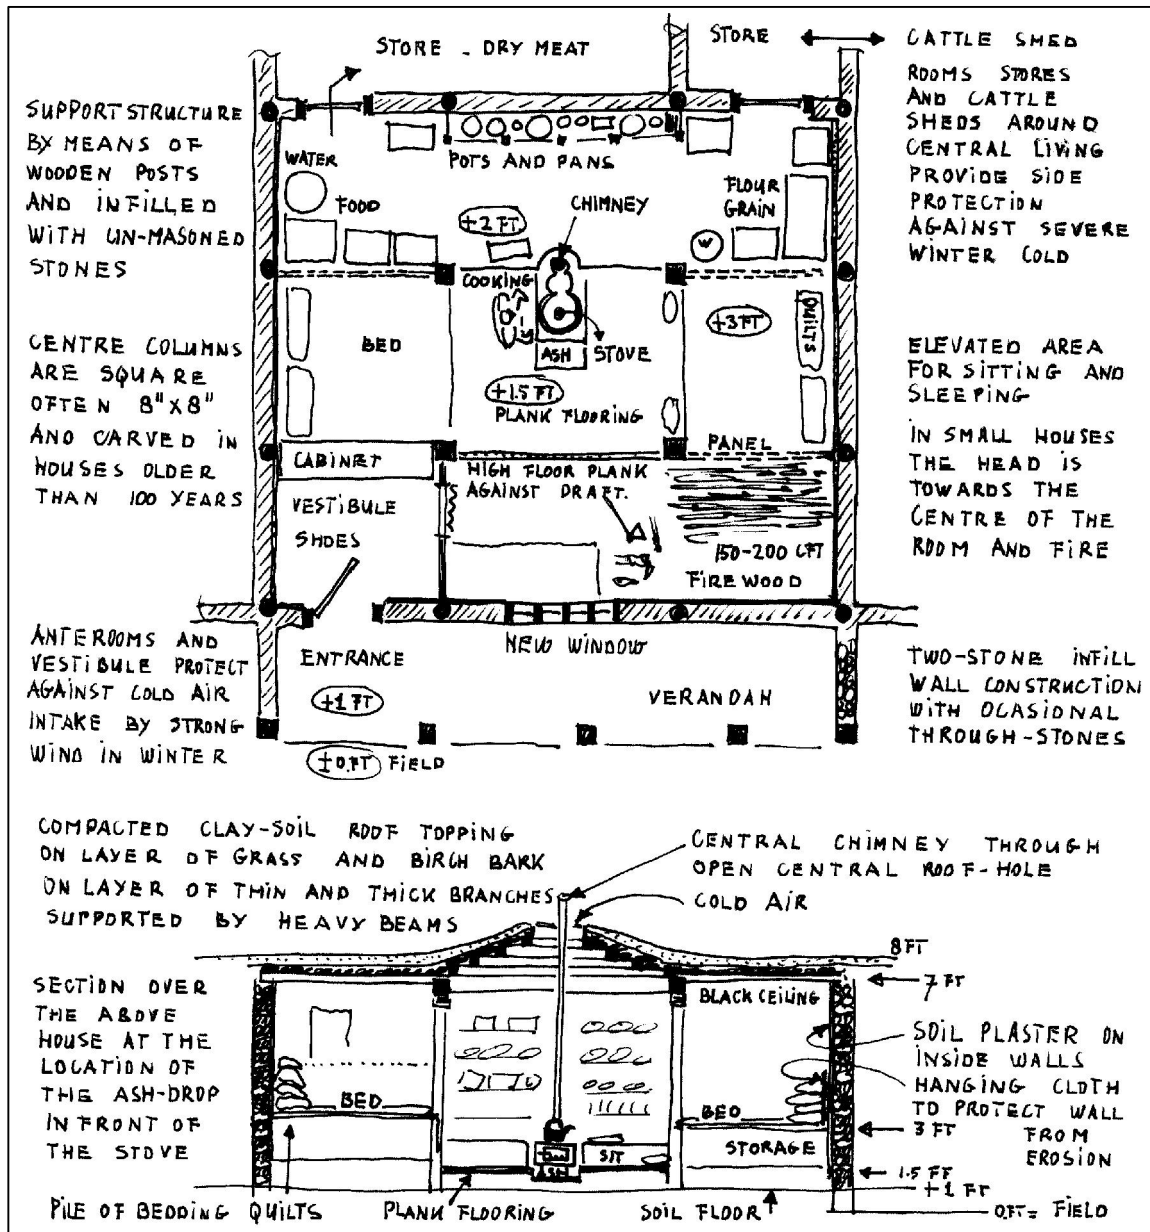 STORE - DRY MEAT
STORE
CATTLE SHED
SUPPORT STRUCTURE
BY MEANS OF
WOODEN POSTS
AND INFILLED
WITH UN-MASONED
STONES
ROOMS STORES
AND CATTLE
SHEDS AROUND
CENTRAL LIVING
PROVIDE SIDE
PROTECTION
AGAINST SEVERE
WINTER COLD
WATER
POTS AND PANS
FOOD
+2 FT
CHIMNEY
FLOUR
GRAIN
W
COOKING
CENTRE COLUMNS
ARE SQUARE
OFTEN 8"X8"
AND CARVED IN
HOUSES OLDER
THAN 100 YEARS
BED
ASH
STOVE
+3 FT
QUILTS
+1.5 FT
PLANK FLOORING
ELEVATED AREA
FOR SITTING AND
SLEEPING
IN SMALL HOUSES
THE HEAD IS
TOWARDS THE
CENTRE OF THE
ROOM AND FIRE
CABINET
PANEL
HIGH FLOOR PLANK
AGAINST DRAFT.
VESTIBULE
SHOES
150-200 CFT
FIREWOOD
ANTEROOMS AND
VESTIBULE PROTECT
AGAINST COLD AIR
INTAKE BY STRONG
WIND IN WINTER
NEW WINDOW
ENTRANCE
+1 FT
VERANDAH
±0.FT FIELD
TWO-STONE INFILL
WALL CONSTRUCTION
WITH OCASIONAL
THROUGH-STONES
COMPACTED CLAY-SOIL ROOF TOPPING
ON LAYER OF GRASS AND BIRCH BARK
ON LAYER OF THIN AND THICK BRANCHES
SUPPORTED BY HEAVY BEAMS
CENTRAL CHIMNEY THROUGH
OPEN CENTRAL ROOF-HOLE
COLD AIR
8 FT
7 FT
SECTION OVER
THE ABOVE
HOUSE AT THE
LOCATION OF
THE ASH-DROP
IN FRONT OF
THE STOVE
BLACK CEILING
SOIL PLASTER ON
INSIDE WALLS
HANGING CLOTH
TO PROTECT WALL
FROM
EROSION
BED
BED
3 FT
STORAGE
SIT
ASH
1.5 FT
+1 FT
PILE OF BEDDING QUILTS
PLANK FLOORING
SOIL FLOOR
0.FT= FIELD